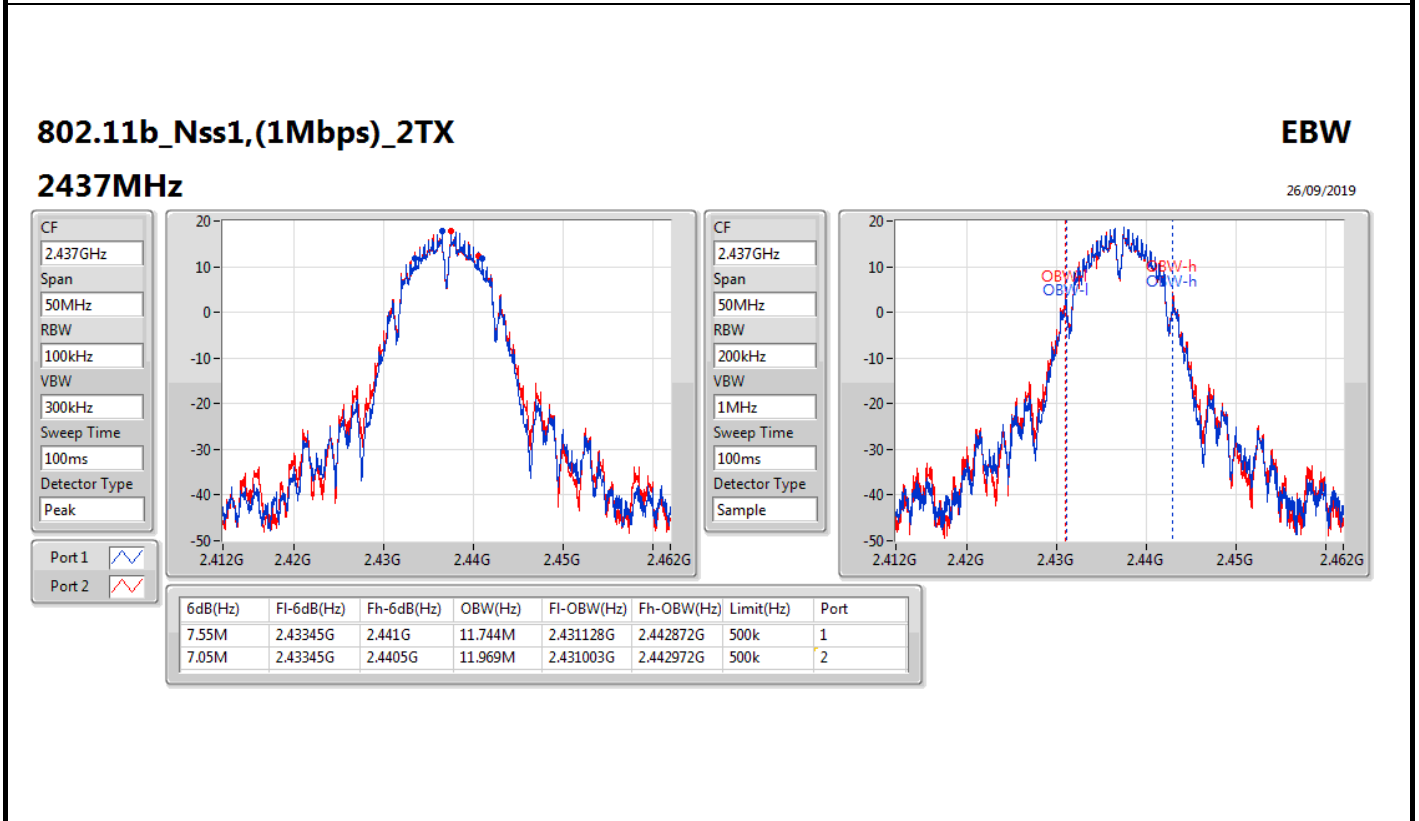 802.11b_Nss1,(1Mbps)_2TX
EBW
2437MHz
26/09/2019
CF
2.437GHz
Span
50MHz
RBW
100kHz
VBW
300kHz
Sweep Time
100ms
Detector Type
Peak
Port 1
Port 2
20
10
0
-10
-20
-30
-40
-50
2.412G 2.42G 2.43G 2.44G 2.45G 2.462G
CF
2.437GHz
Span
50MHz
RBW
200kHz
VBW
1MHz
Sweep Time
100ms
Detector Type
Sample
20
10
0
-10
-20
-30
-40
-50
OBW-l
OBW-l
OBW-h
OBW-h
2.412G 2.42G 2.43G 2.44G 2.45G 2.462G
6dB(Hz) Fl-6dB(Hz) Fh-6dB(Hz) OBW(Hz) Fl-OBW(Hz) Fh-OBW(Hz) Limit(Hz) Port
7.55M 2.43345G 2.441G 11.744M 2.431128G 2.442872G 500k 1
7.05M 2.43345G 2.4405G 11.969M 2.431003G 2.442972G 500k 2